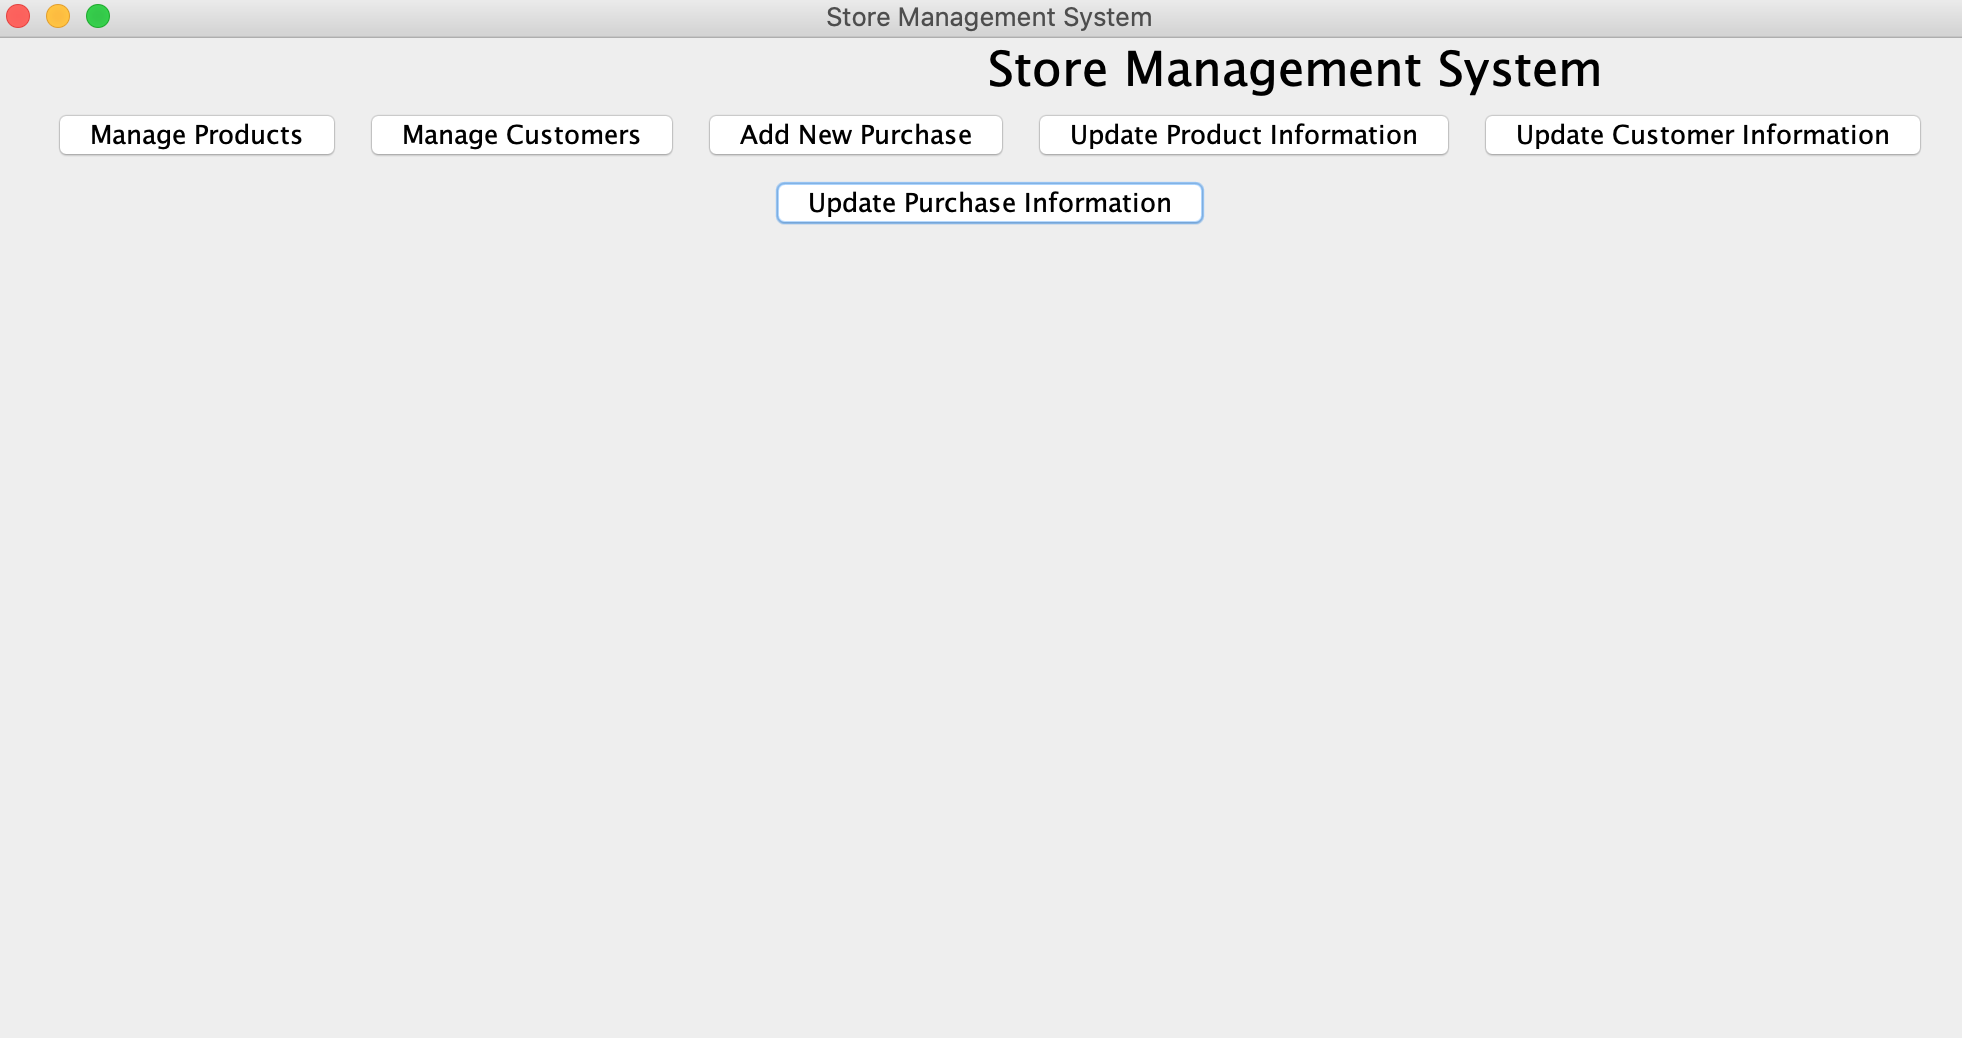 Store Management System
Store Management System
Manage Products Manage Customers Add New Purchase Update Product Information Update Customer Information
Update Purchase Information